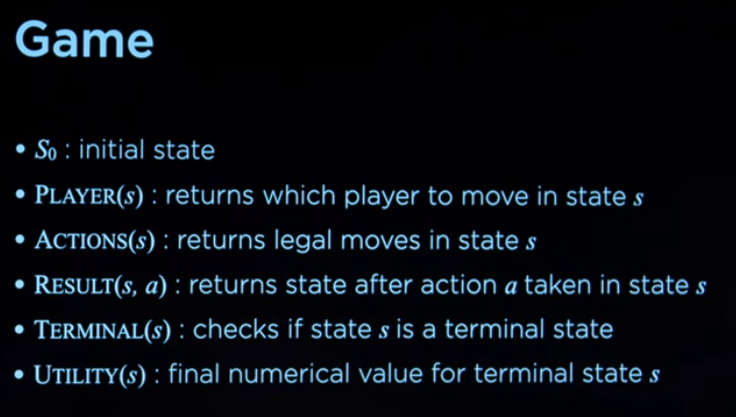 Game
• S0 : initial state
• PLAYER(s) : returns which player to move in state s
• ACTIONS(s) : returns legal moves in state s
• RESULT(s, a) : returns state after action a taken in state s
• TERMINAL(s) : checks if state s is a terminal state
• UTILITY(s) : final numerical value for terminal state s